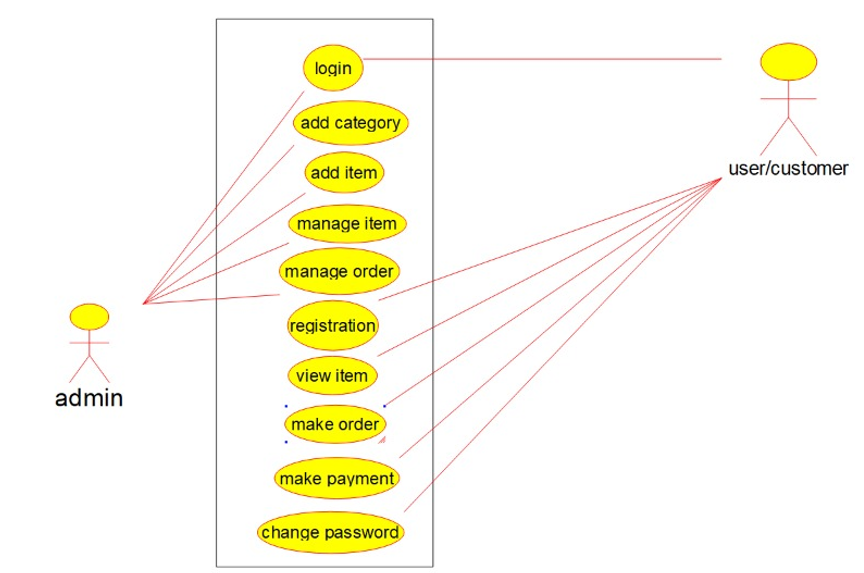 login
add category
add item
manage item
manage order
registration
view item
make order
make payment
change password
user/customer
admin